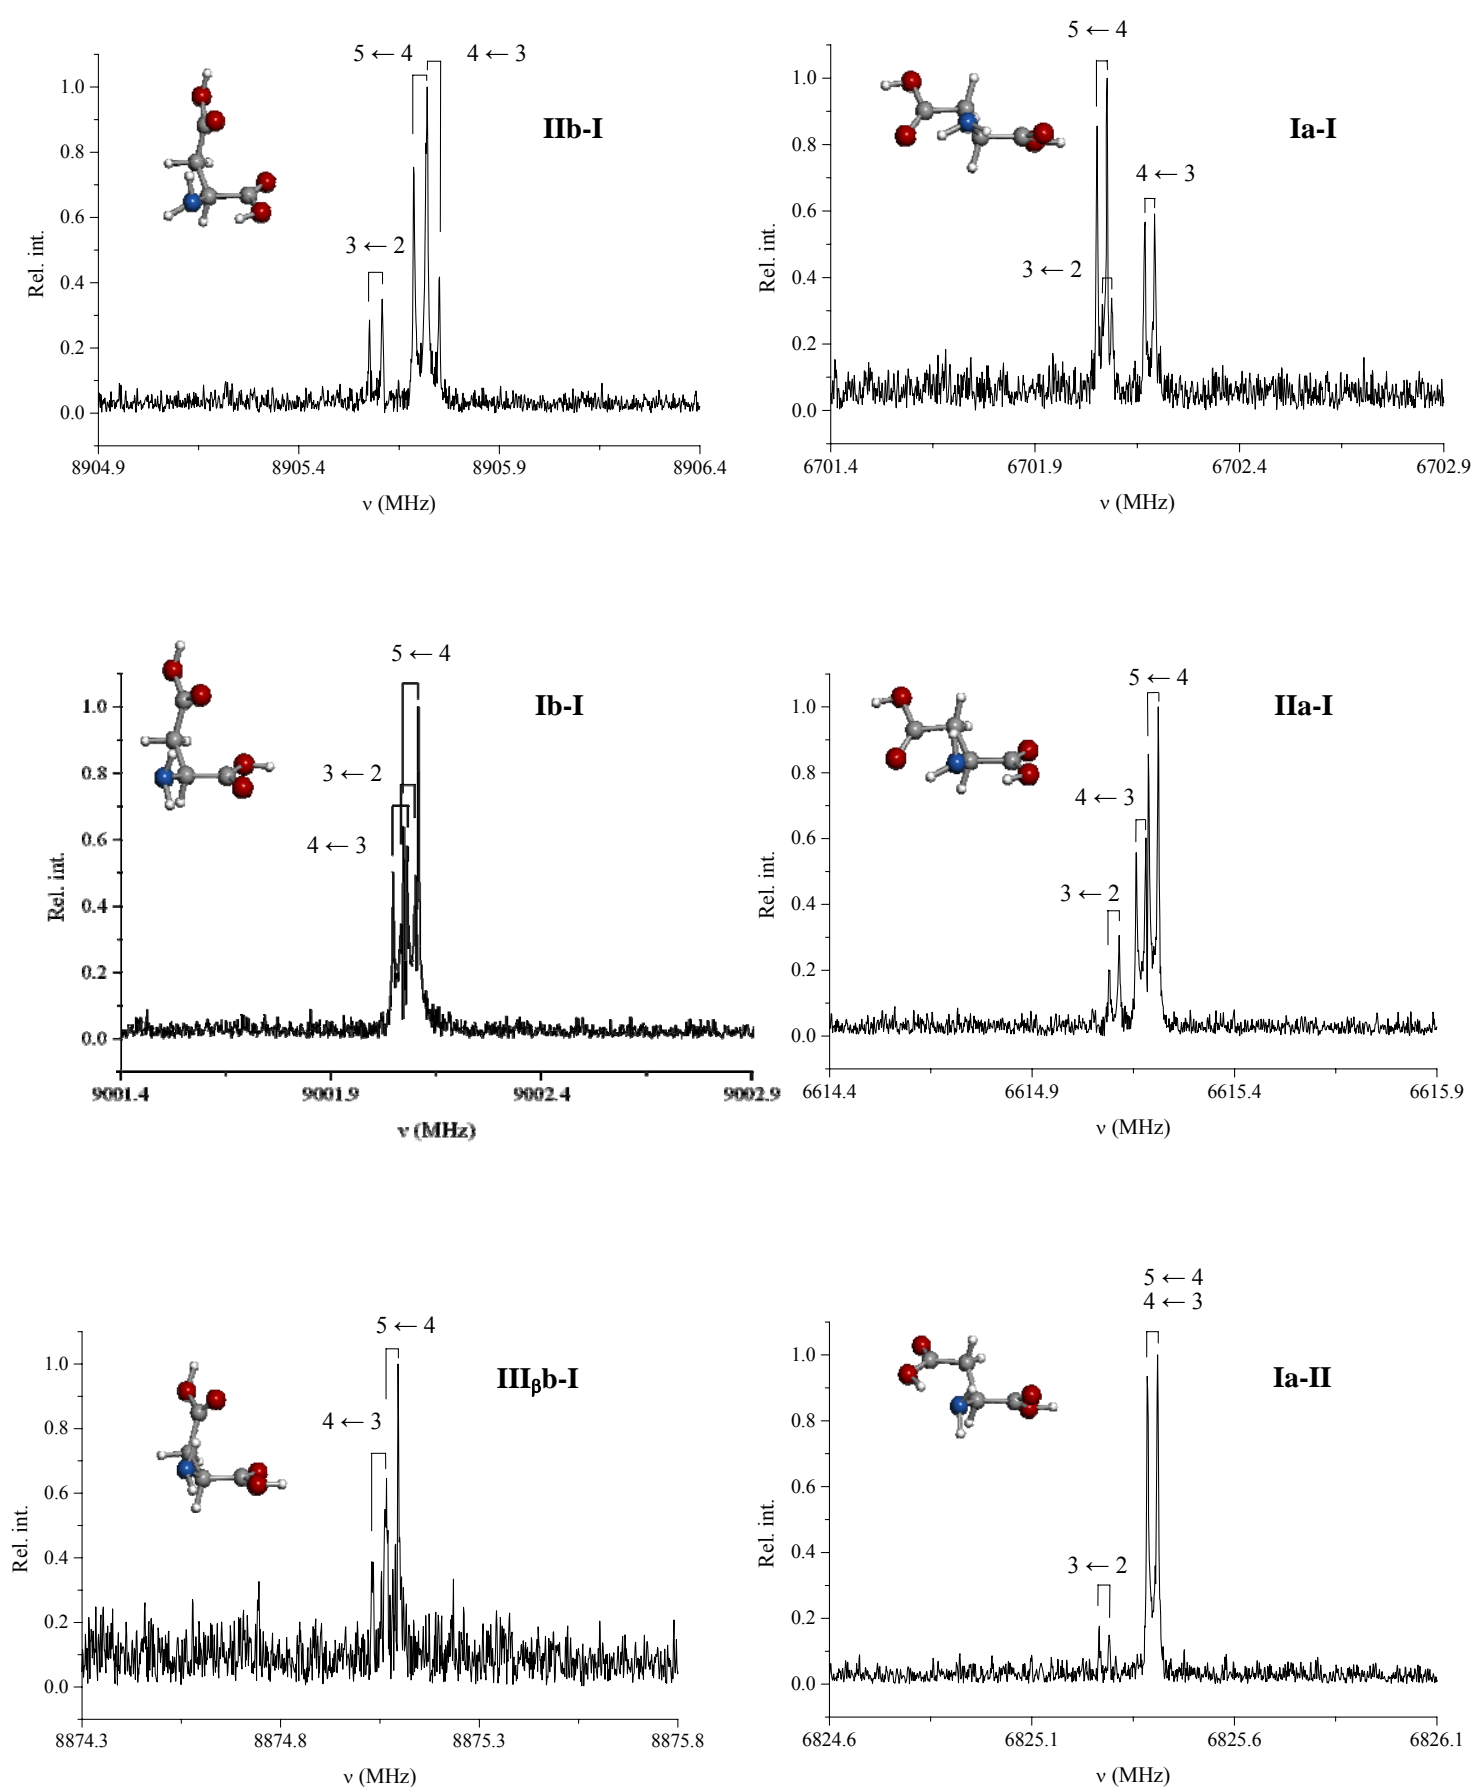 5 ← 4
4 ← 3
IIb-I
3 ← 2
Rel. int.
1.0
0.8
0.6
0.4
0.2
0.0
8904.9
8905.4
8905.9
8906.4
ν (MHz)
5 ← 4
Ia-I
4 ← 3
3 ← 2
Rel. int.
1.0
0.8
0.6
0.4
0.2
0.0
6701.4
6701.9
6702.4
6702.9
ν (MHz)
5 ← 4
Ib-I
3 ← 2
4 ← 3
Rel. int.
1.0
0.8
0.6
0.4
0.2
0.0
9001.4
9001.9
9002.4
9002.9
ν (MHz)
5 ← 4
IIa-I
4 ← 3
3 ← 2
Rel. int.
1.0
0.8
0.6
0.4
0.2
0.0
6614.4
6614.9
6615.4
6615.9
ν (MHz)
5 ← 4
IIIβb-I
4 ← 3
Rel. int.
1.0
0.8
0.6
0.4
0.2
0.0
8874.3
8874.8
8875.3
8875.8
ν (MHz)
5 ← 4
4 ← 3
Ia-II
3 ← 2
Rel. int.
1.0
0.8
0.6
0.4
0.2
0.0
6824.6
6825.1
6825.6
6826.1
ν (MHz)